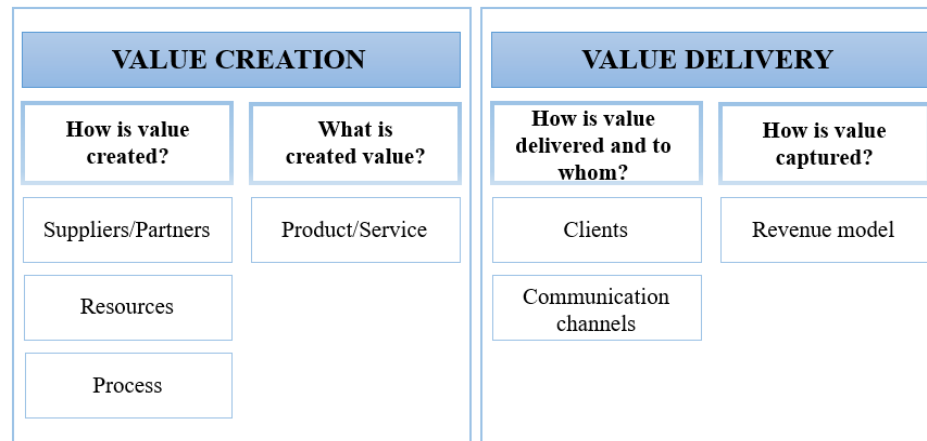 VALUE CREATION
How is value
created?
What is
created value?
Suppliers/Partners
Product/Service
Resources
Process
VALUE DELIVERY
How is value
delivered and to
whom?
How is value
captured?
Clients
Revenue model
Communication
channels